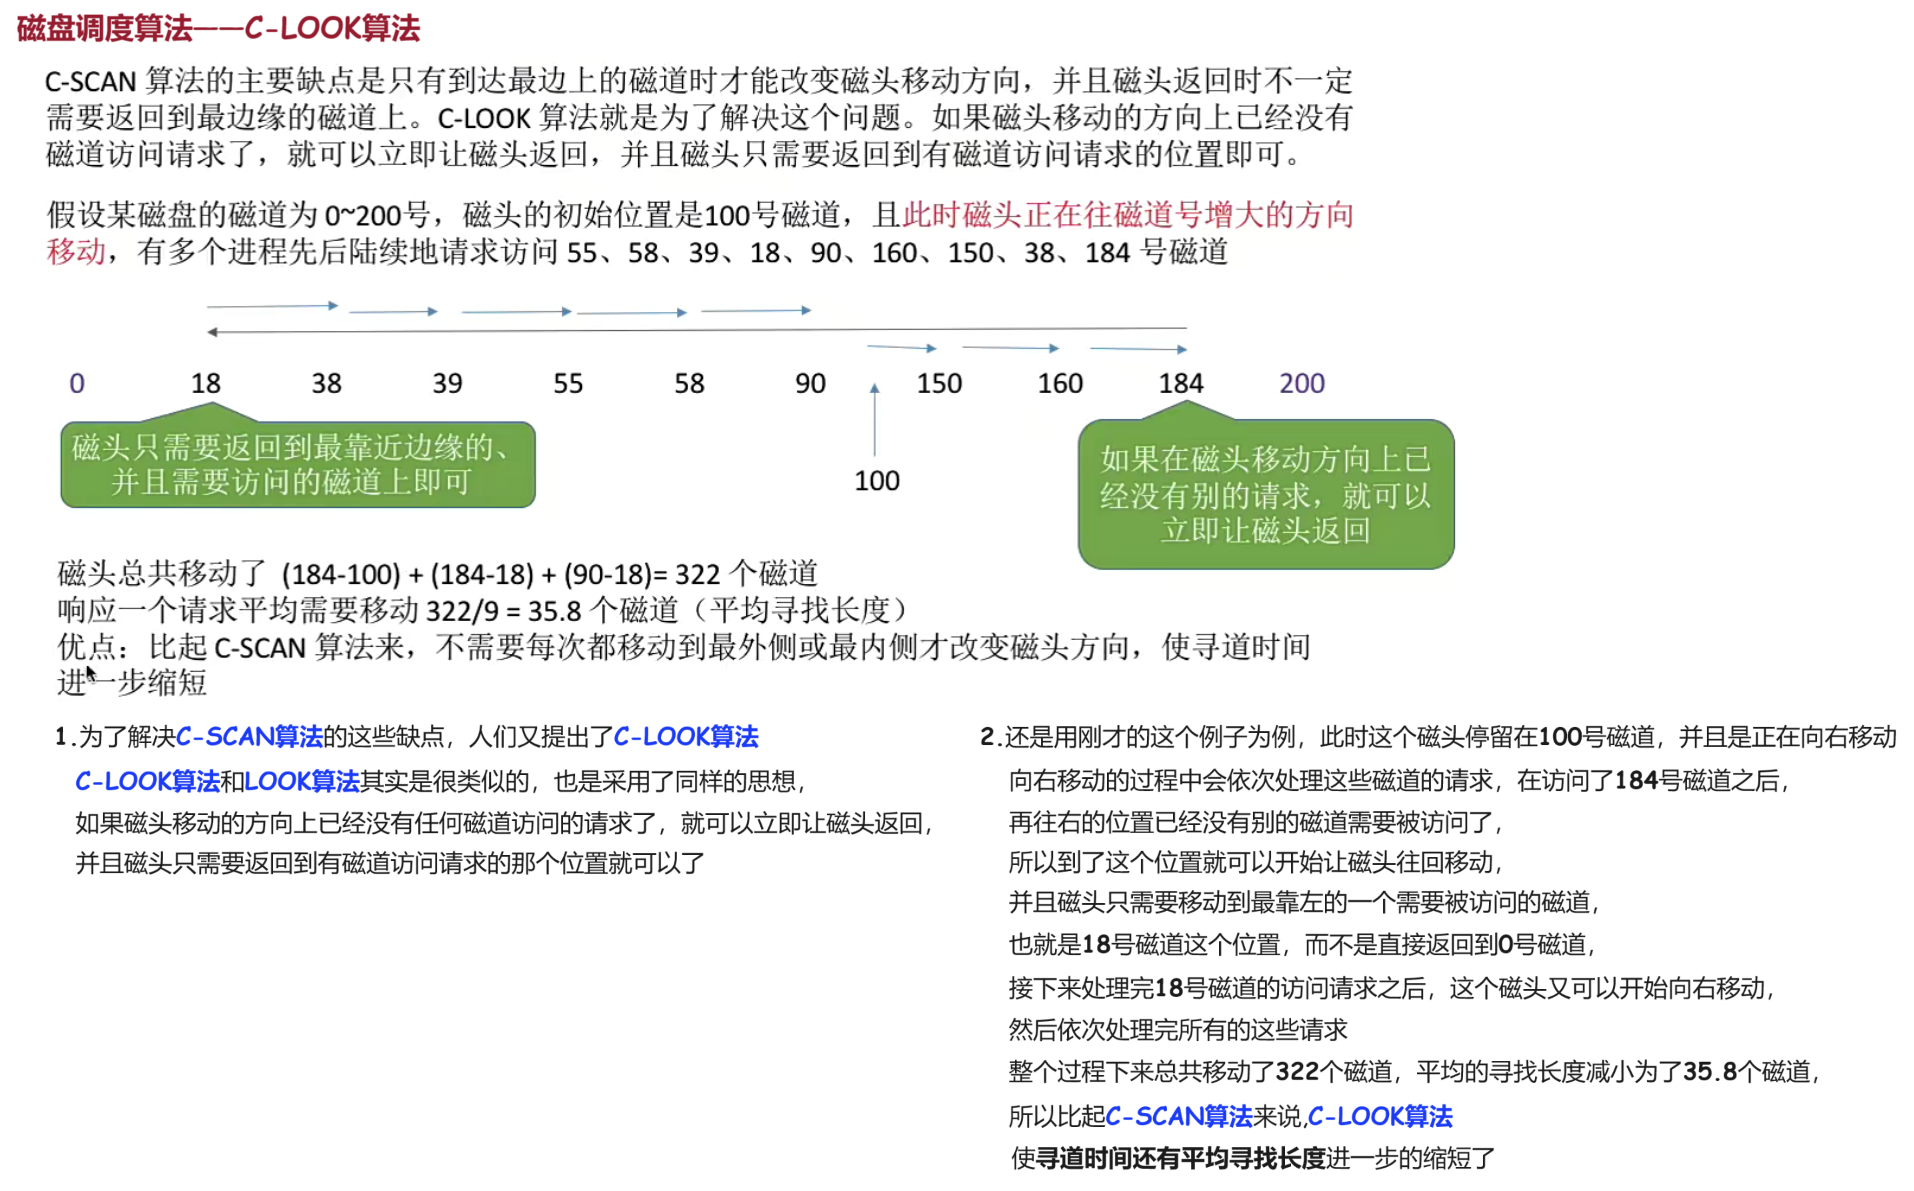 磁盘调度算法——C-LOOK算法
C-SCAN 算法的主要缺点是只有到达最边上的磁道时才能改变磁头移动方向，并且磁头返回时不一定
需要返回到最边缘的磁道上。C-LOOK 算法就是为了解决这个问题。如果磁头移动的方向上已经没有
磁道访问请求了，就可以立即让磁头返回，并且磁头只需要返回到有磁道访问请求的位置即可。
假设某磁盘的磁道为 0~200号，磁头的初始位置是100号磁道，且此时磁头正在往磁道号增大的方向
移动，有多个进程先后陆续地请求访问 55、58、39、18、90、160、150、38、184 号磁道
0 18 38 39 55 58 90 150 160 184 200
磁头只需要返回到最靠近边缘的、
并且需要访问的磁道上即可
100
如果在磁头移动方向上已
经没有别的请求，就可以
立即让磁头返回
磁头总共移动了 (184-100) + (184-18) + (90-18)= 322 个磁道
响应一个请求平均需要移动 322/9 = 35.8 个磁道（平均寻找长度）
优点：比起 C-SCAN 算法来，不需要每次都移动到最外侧或最内侧才改变磁头方向，使寻道时间
进一步缩短
1.为了解决C-SCAN算法的这些缺点，人们又提出了C-LOOK算法
C-LOOK算法和LOOK算法其实是很类似的，也是采用了同样的思想，
如果磁头移动的方向上已经没有任何磁道访问的请求了，就可以立即让磁头返回，
并且磁头只需要返回到有磁道访问请求的那个位置就可以了
2.还是用刚才的这个例子为例，此时这个磁头停留在100号磁道，并且是正在向右移动
向右移动的过程中会依次处理这些磁道的请求，在访问了184号磁道之后，
再往右的位置已经没有别的磁道需要被访问了，
所以到了这个位置就可以开始让磁头往回移动，
并且磁头只需要移动到最靠左的一个需要被访问的磁道，
也就是18号磁道这个位置，而不是直接返回到0号磁道，
接下来处理完18号磁道的访问请求之后，这个磁头又可以开始向右移动，
然后依次处理完所有的这些请求
整个过程下来总共移动了322个磁道，平均的寻找长度减小为了35.8个磁道，
所以比起C-SCAN算法来说,C-LOOK算法
使寻道时间还有平均寻找长度进一步的缩短了